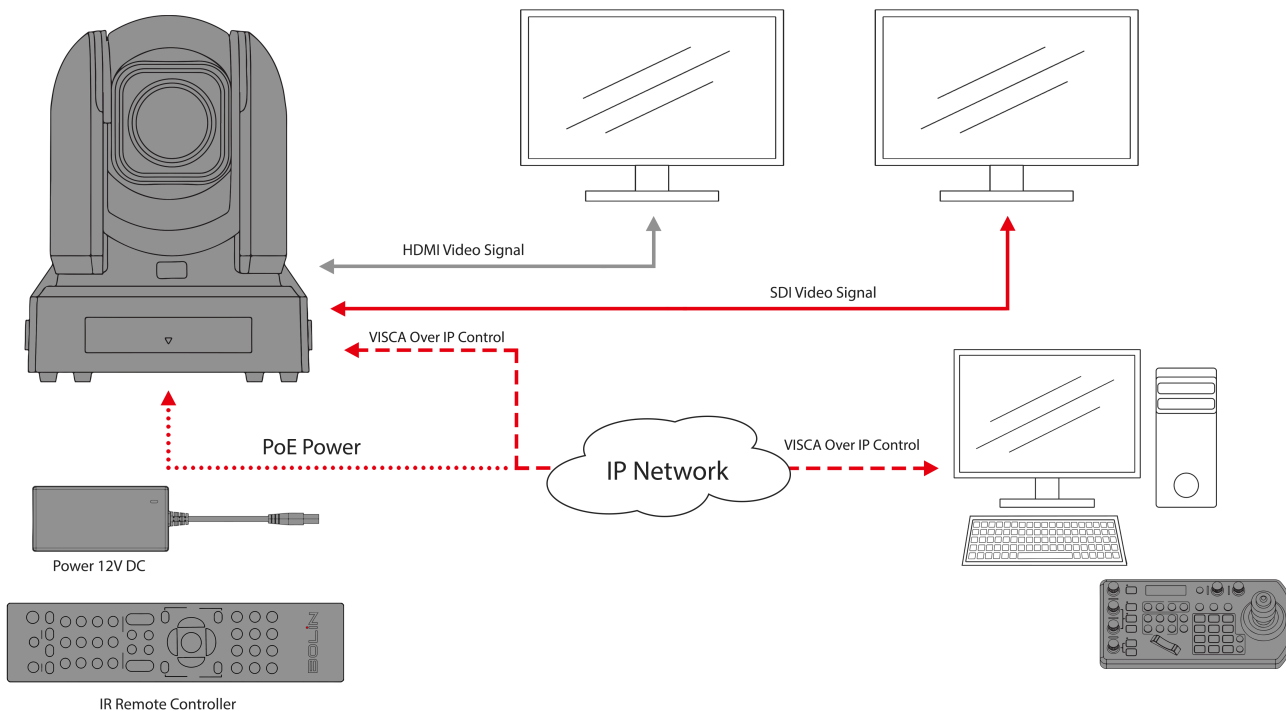 HDMI Video Signal
SDI Video Signal
VISCA Over IP Control
PoE Power
IP Network
VISCA Over IP Control
Power 12V DC
BOLIN
IR Remote Controller